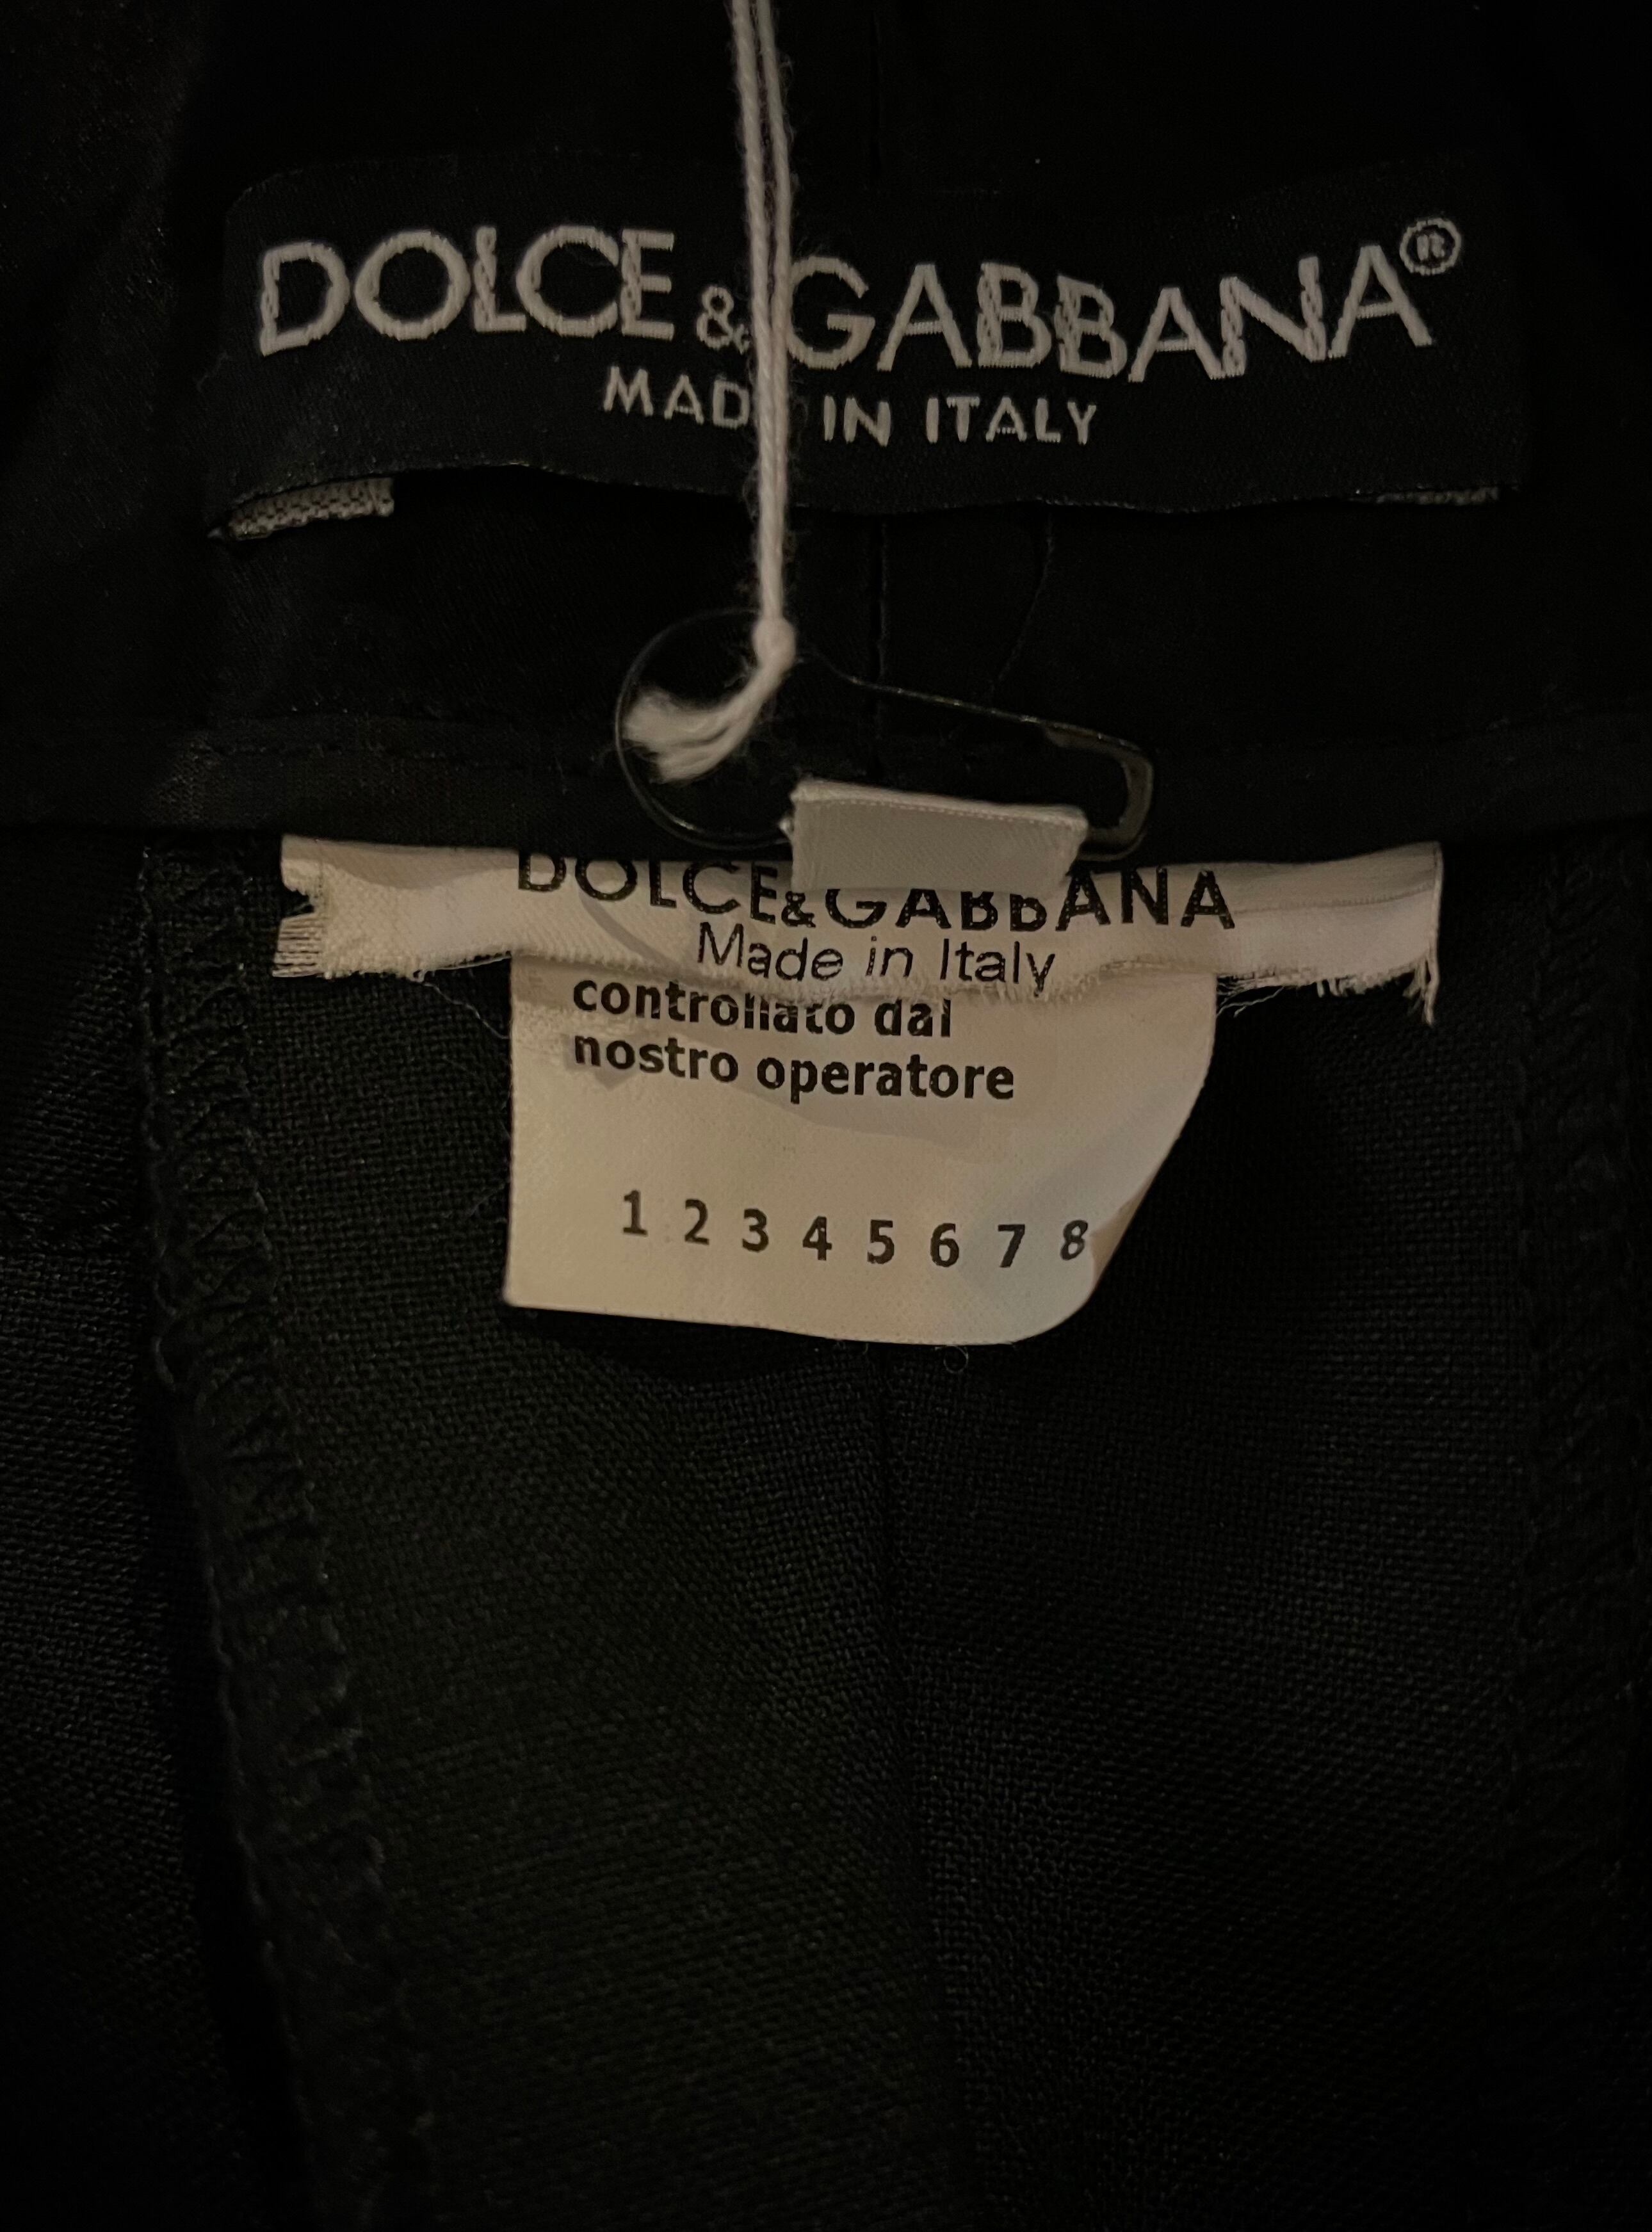 DOLCE & GABBANA®
MADE IN ITALY
DOLCE & GABBANA
Made in Italy
controllato dal
nostro operatore
1 2 3 4 5 6 7 8